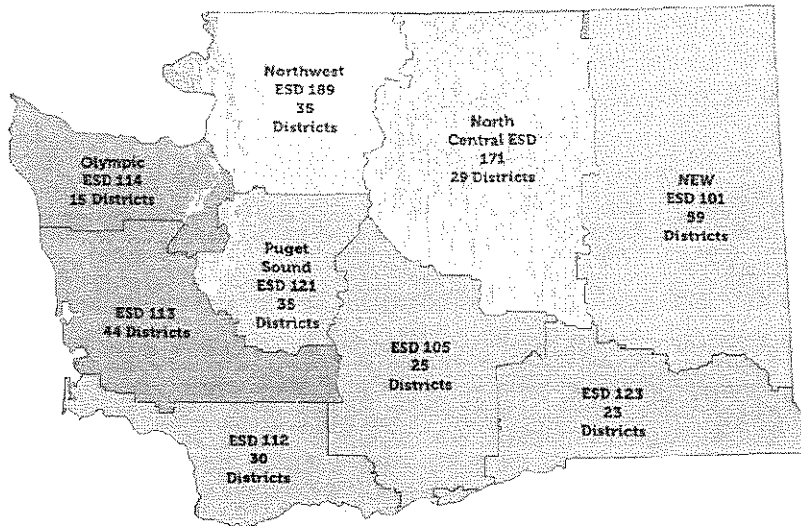 Northwest
ESD 189
35
Districts
North
Central ESD
171
29 Districts
Olympic
ESD 114
15 Districts
NEW
ESD 101
59
Districts
Puget
Sound
ESD 121
35
Districts
ESD 113
44 Districts
ESD 105
25
Districts
ESD 123
23
Districts
ESD 112
30
Districts